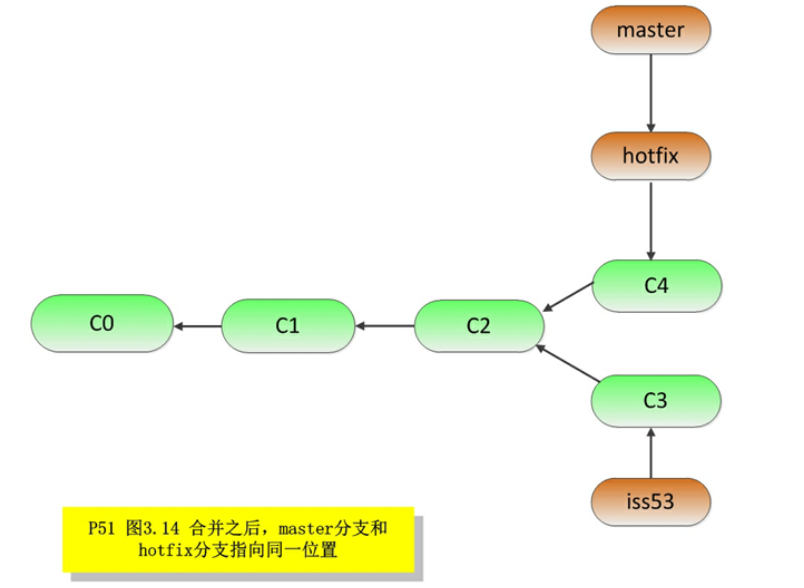 master
hotfix
C4
C0
C1
C2
C3
iss53
P51 图3.14 合并之后，master分支和
hotfix分支指向同一位置